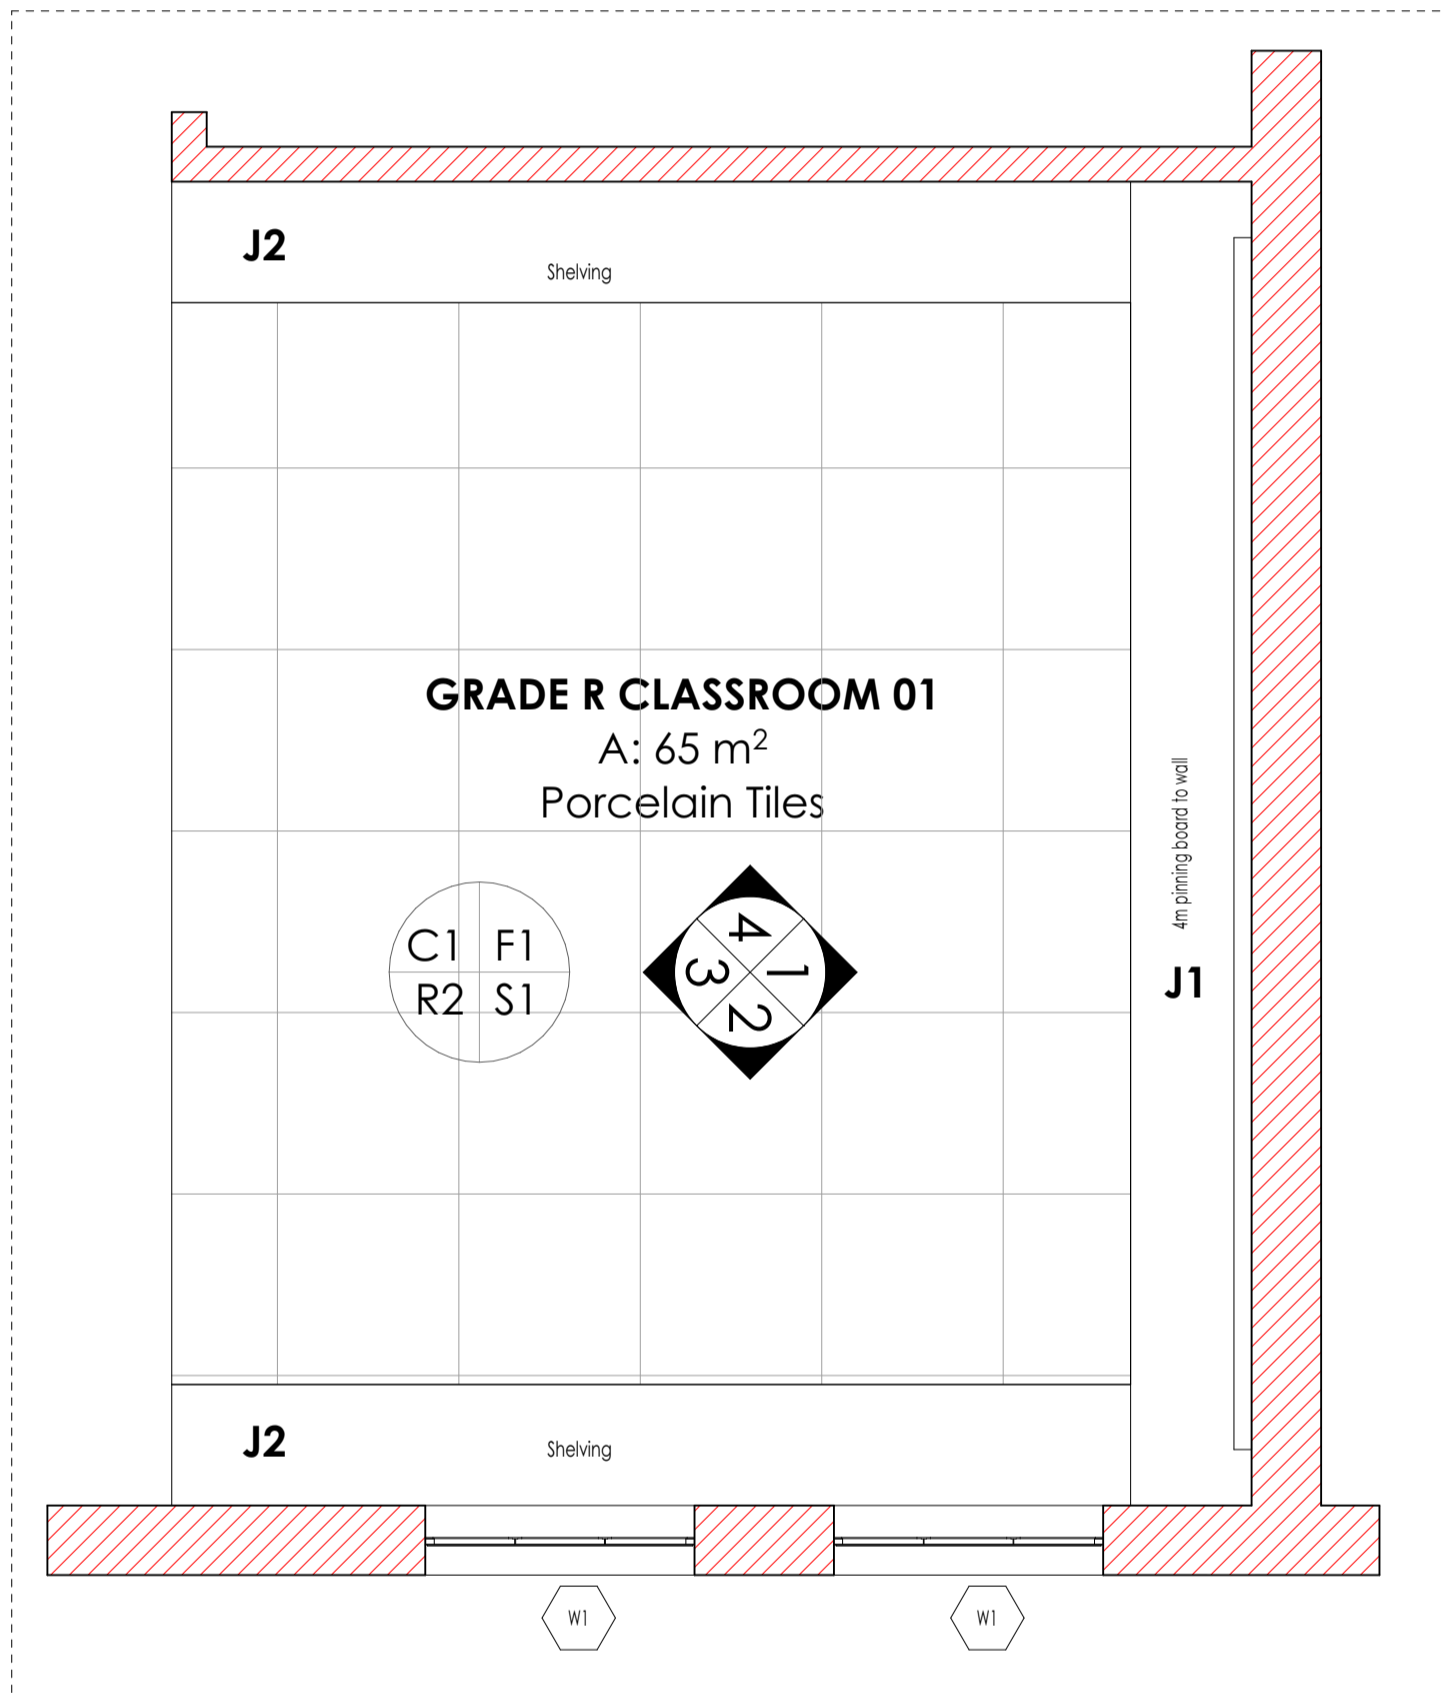 J2
Shelving
GRADE R CLASSROOM 01
A: 65 m²
Porcelain Tiles
4m pinning board to wall
C1 F1
R2 S1
4
3 1
2
J1
J2
Shelving
W1 W1